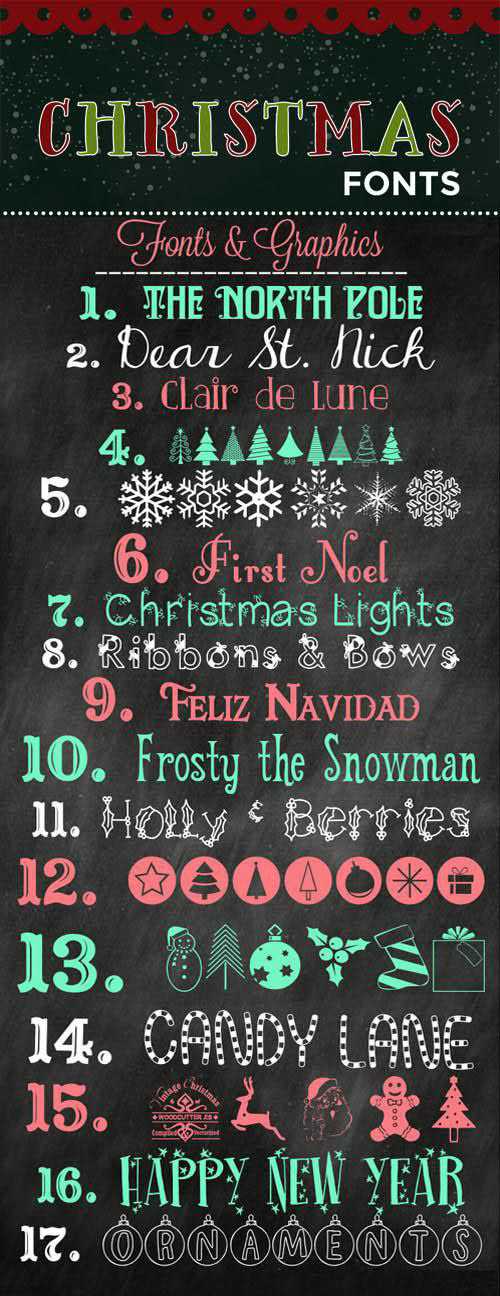 CHRISTMAS
FONTS
Fonts & Graphics
1. THE NORTH POLE
2. Dear St. Nick
3. Clair de Lune
4.
5.
6. First Noel
7. Christmas Lights
8. Ribbons & Bows
9. FELIZ NAVIDAD
10. Frosty the Snowman
11. Holly & Berries
12.
13.
14. CANDY LANE
15. Vintage Christmas
WOODCUTTER.ES
Compiled & Vectorized
16. HAPPY NEW YEAR
17. ORNAMENTS